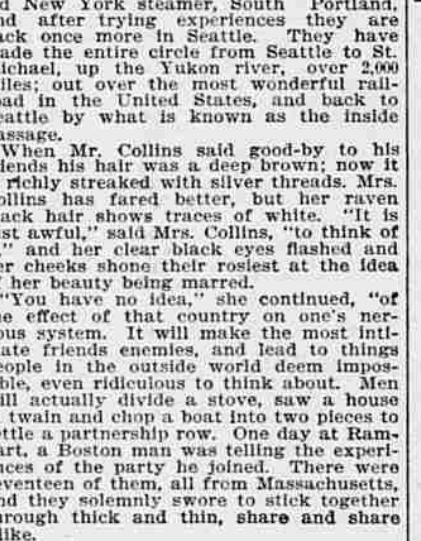 d New York steamer, South Portland,
nd after trying experiences they are
ack once more in Seattle. They have
ade the entire circle from Seattle to St.
ichael, up the Yukon river, over 2,000
iles; out over the most wonderful rail-
oad in the United States, and back to
eattle by what is known as the inside
assage.
When Mr. Collins said good-by to his
iends his hair was a deep brown; now it
richly streaked with silver threads. Mrs.
ollins has fared better, but her raven
ack hair shows traces of white. "It is
st awful," said Mrs. Collins, "to think of
," and her clear black eyes flashed and
er cheeks shone their rosiest at the idea
f her beauty being marred.
"You have no idea," she continued, "of
e effect of that country on one's ner-
ous system. It will make the most inti-
ate friends enemies, and lead to things
eople in the outside world deem impos-
ble, even ridiculous to think about. Men
ill actually divide a stove, saw a house
twain and chop a boat into two pieces to
ettle a partnership row. One day at Ram-
art, a Boston man was telling the experi-
nces of the party he joined. There were
eventeen of them, all from Massachusetts,
nd they solemnly swore to stick together
hrough thick and thin, share and share
like.